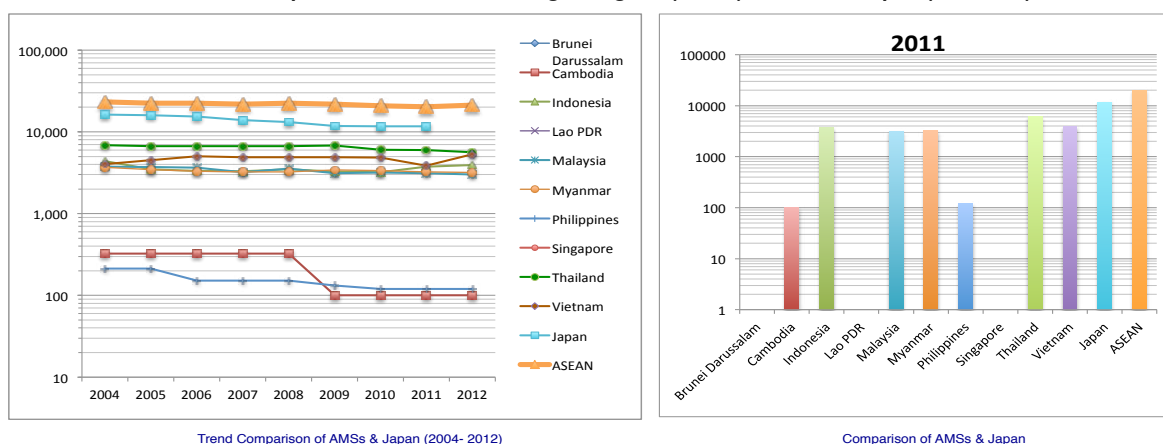 100,000
10,000
1,000
100
10
2004 2005 2006 2007 2008 2009 2010 2011 2012
Brunei
Darussalam
Cambodia
Indonesia
Lao PDR
Malaysia
Myanmar
Philippines
Singapore
Thailand
Vietnam
Japan
ASEAN
Trend Comparison of AMSs & Japan (2004- 2012)
2011
100000
10000
1000
100
10
1
Brunei Darussalam
Cambodia
Indonesia
Lao PDR
Malaysia
Myanmar
Philippines
Singapore
Thailand
Vietnam
Japan
ASEAN
Comparison of AMSs & Japan